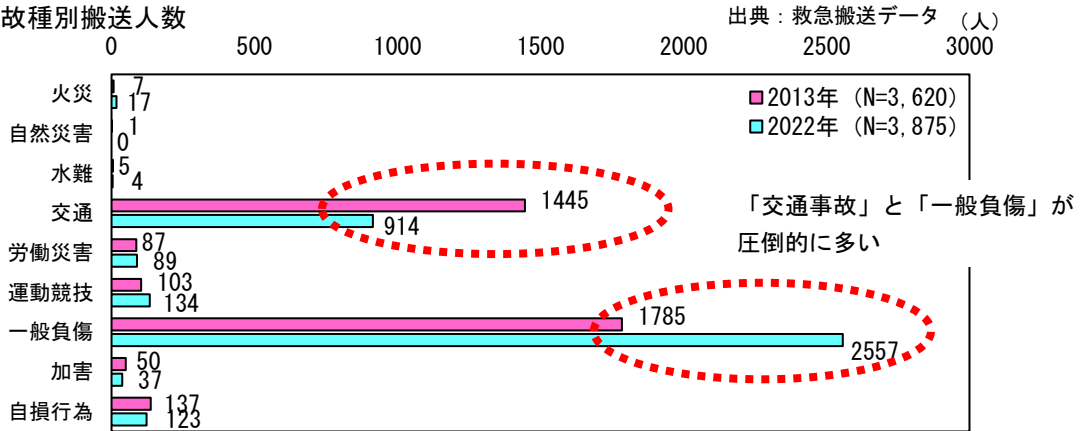 故種別搬送人数
出典：救急搬送データ （人）
0 500 1000 1500 2000 2500 3000
火災 7
17
自然災害 1
0
水難 5
4
交通 1445
914
労働災害 87
89
運動競技 103
134
一般負傷 1785
2557
加害 50
37
自損行為 137
123
2013年（N=3,620）
2022年（N=3,875）
「交通事故」と「一般負傷」が
圧倒的に多い